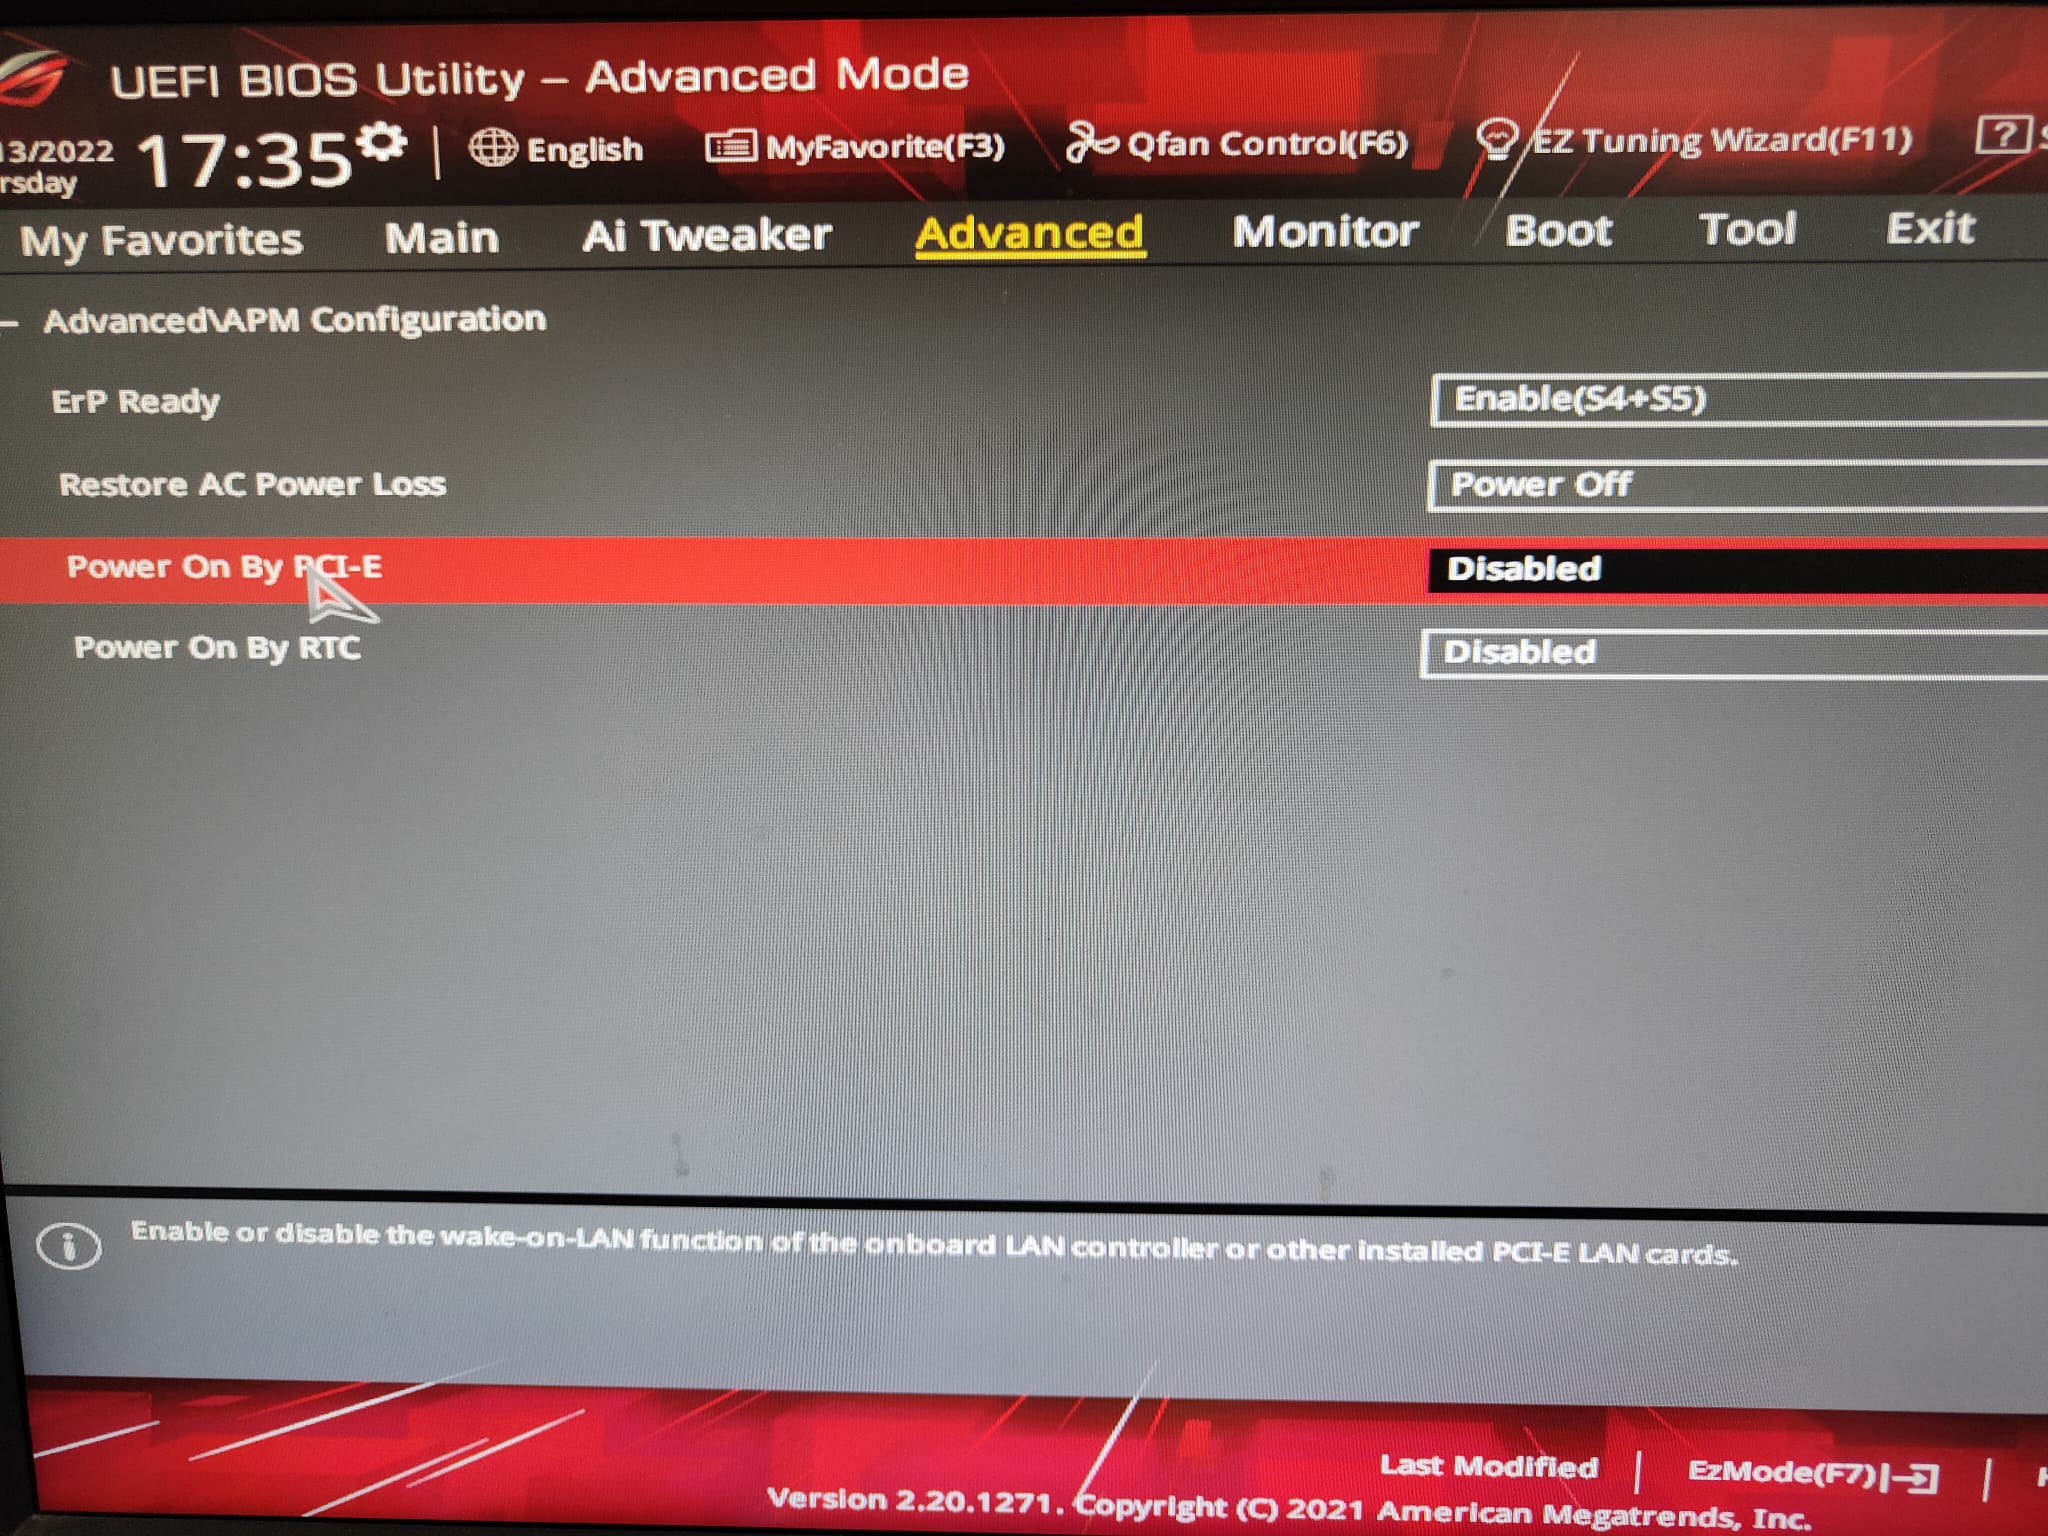 UEFI BIOS Utility – Advanced Mode
13/2022 17:35 English MyFavorite(F3) Qfan Control(F6) EZ Tuning Wizard(F11) ?
rsday
My Favorites Main Ai Tweaker Advanced Monitor Boot Tool Exit
Advanced\APM Configuration
ErP Ready Enable(S4+S5)
Restore AC Power Loss Power Off
Power On By PCI-E Disabled
Power On By RTC Disabled
Enable or disable the wake-on-LAN function of the onboard LAN controller or other installed PCI-E LAN cards.
Last Modified EzMode(F7)
Version 2.20.1271. Copyright (C) 2021 American Megatrends, Inc.